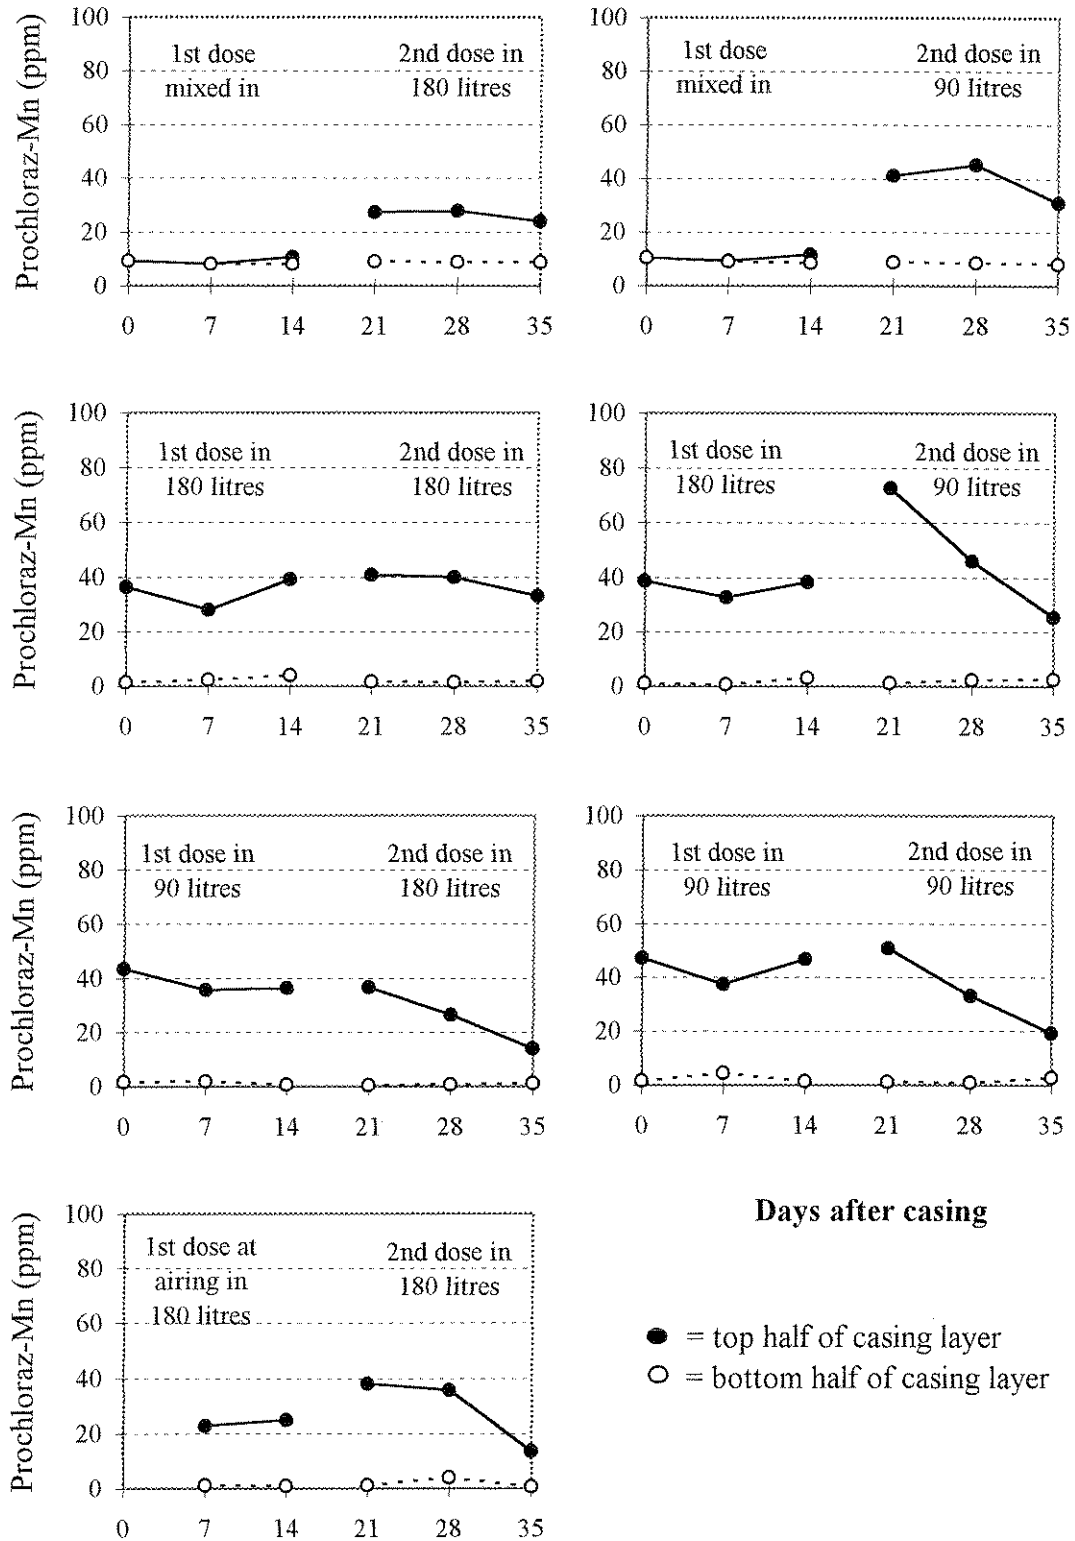 Prochloraz-Mn (ppm)
100
80
60
40
20
0
1st dose
mixed in
2nd dose in
180 litres
0 7 14 21 28 35
100
80
60
40
20
0
1st dose
mixed in
2nd dose in
90 litres
0 7 14 21 28 35
Prochloraz-Mn (ppm)
100
80
60
40
20
0
1st dose in
180 litres
2nd dose in
180 litres
0 7 14 21 28 35
100
80
60
40
20
0
1st dose in
180 litres
2nd dose in
90 litres
0 7 14 21 28 35
Prochloraz-Mn (ppm)
100
80
60
40
20
0
1st dose in
90 litres
2nd dose in
180 litres
0 7 14 21 28 35
100
80
60
40
20
0
1st dose in
90 litres
2nd dose in
90 litres
0 7 14 21 28 35
Prochloraz-Mn (ppm)
100
80
60
40
20
0
1st dose at
airing in
180 litres
2nd dose in
180 litres
0 7 14 21 28 35
Days after casing
= top half of casing layer
= bottom half of casing layer